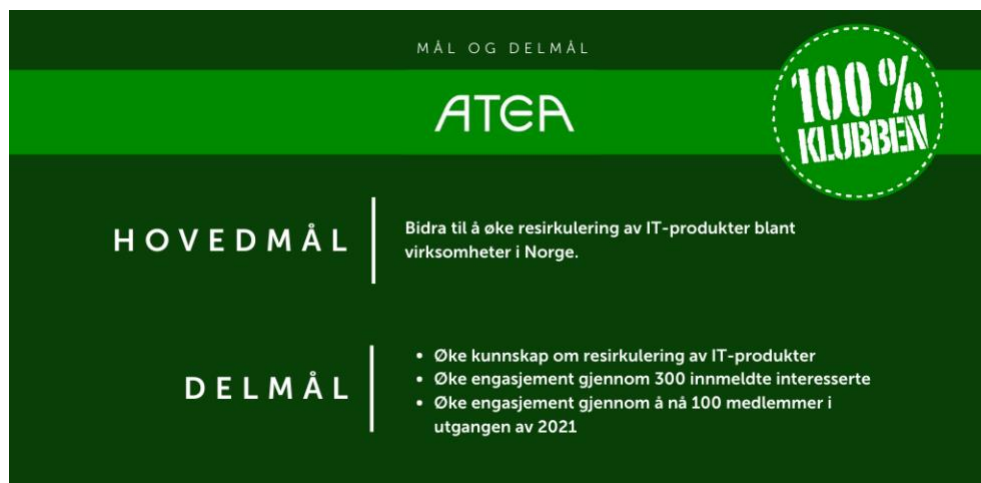 MÅL OG DELMÅL
ATEA
100 %
KLUBBEN
HOVEDMÅL
Bidra til å øke resirkulering av IT-produkter blant
virksomheter i Norge.
DELMÅL
• Øke kunnskap om resirkulering av IT-produkter
• Øke engasjement gjennom 300 innmeldte interesserte
• Øke engasjement gjennom å nå 100 medlemmer i
utgangen av 2021